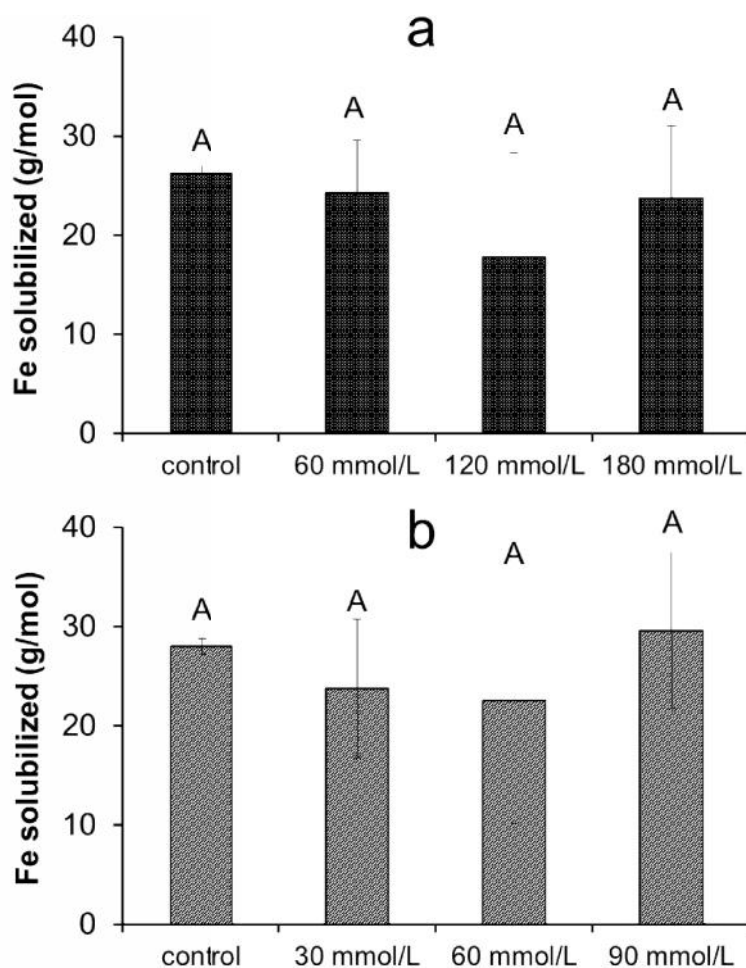 a
Fe solubilized (g/mol)
40
30
20
10
0
A
A
A
A
control
60 mmol/L
120 mmol/L
180 mmol/L
b
Fe solubilized (g/mol)
40
30
20
10
0
A
A
A
A
control
30 mmol/L
60 mmol/L
90 mmol/L